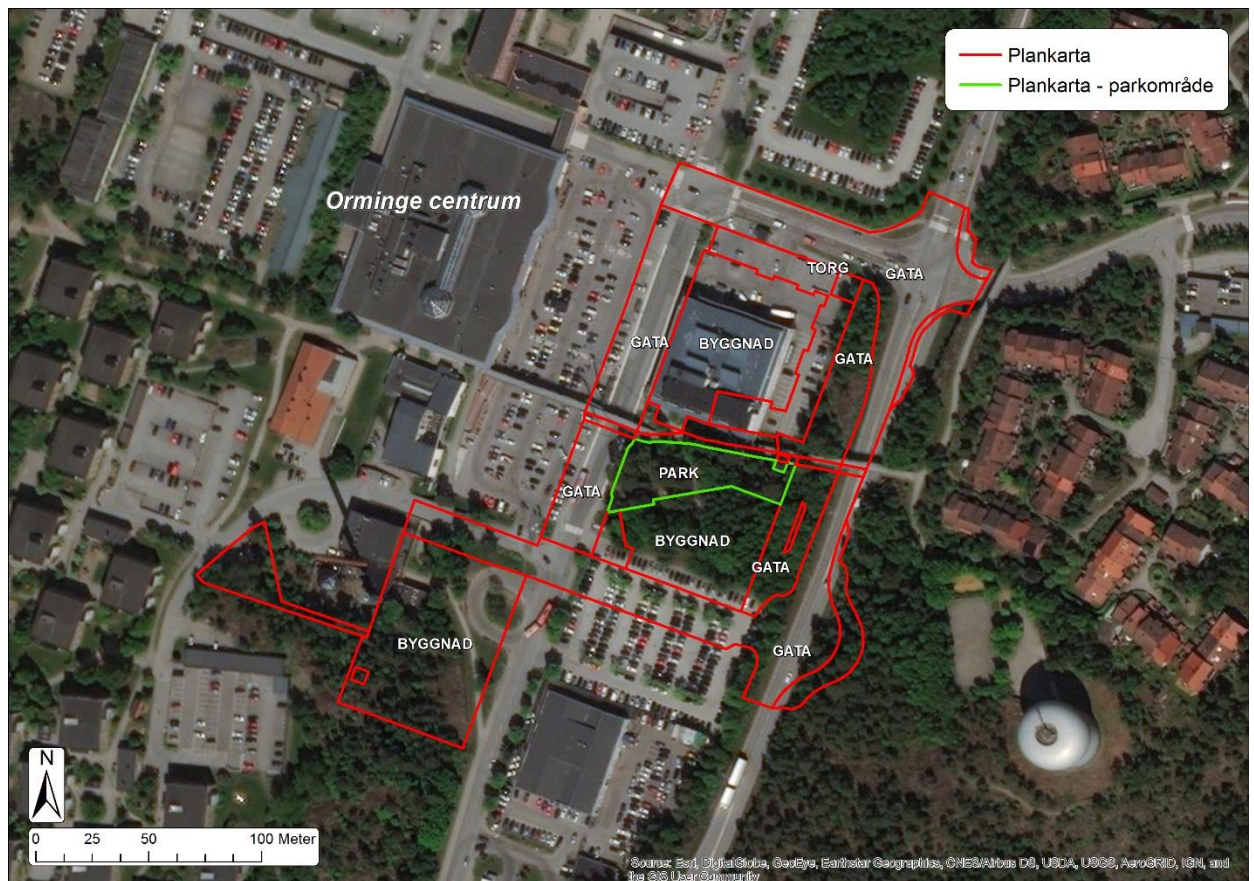 Plankarta
Plankarta - parkområde
Orminge centrum
TORG
GATA
GATA
BYGGNAD
GATA
PARK
GATA
BYGGNAD
GATA
BYGGNAD
GATA
N
0 25 50 100 Meter
Source: Esri, DigitalGlobe, GeoEye, Earthstar Geographics, CNES/Airbus DS, USDA, USGS, AeroGRID, IGN, and
the GIS User Community